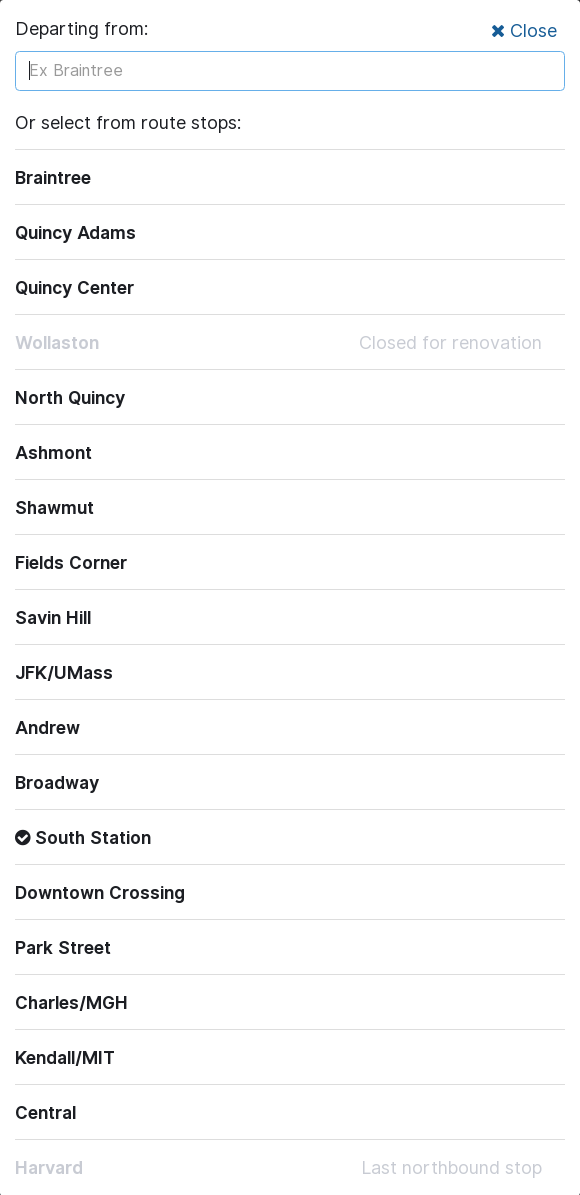 Departing from:
Close
Ex Braintree
Or select from route stops:
Braintree
Quincy Adams
Quincy Center
Wollaston Closed for renovation
North Quincy
Ashmont
Shawmut
Fields Corner
Savin Hill
JFK/UMass
Andrew
Broadway
South Station
Downtown Crossing
Park Street
Charles/MGH
Kendall/MIT
Central
Harvard Last northbound stop